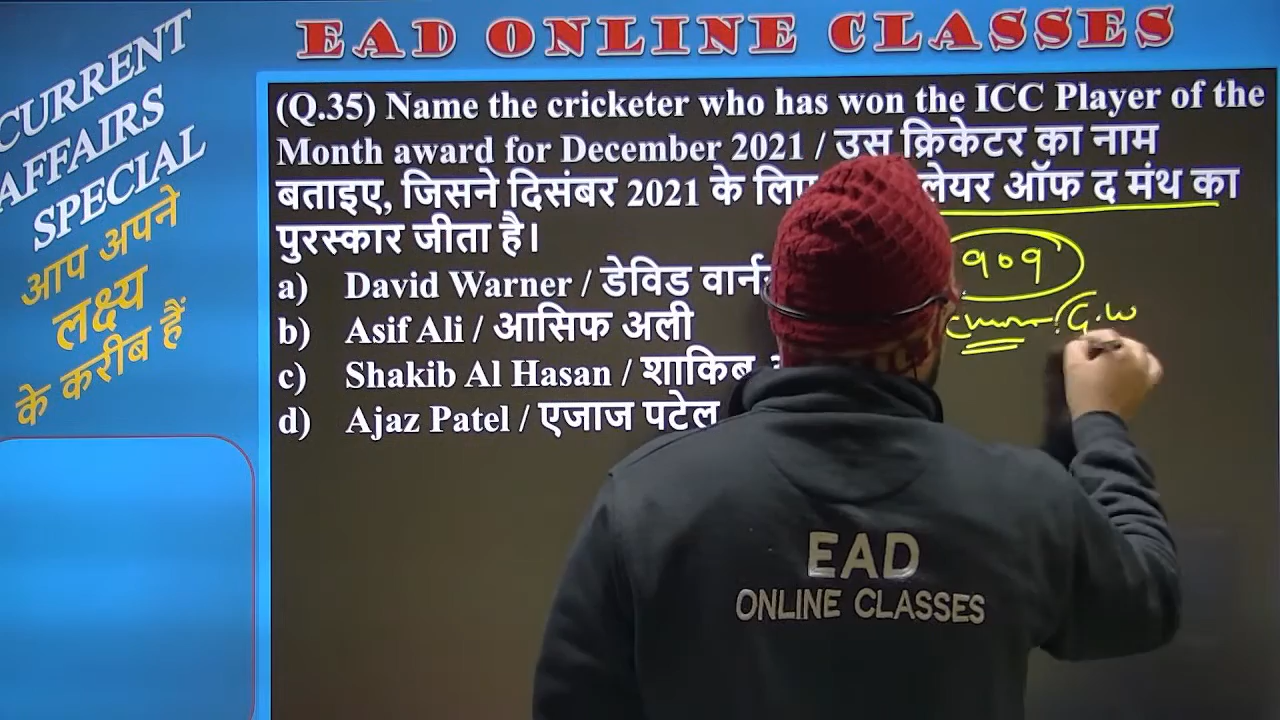 EAD ONLINE CLASSES
CURRENT
AFFAIRS
SPECIAL
आप अपने
लक्ष्य
के करीब हैं
(Q.35) Name the cricketer who has won the ICC Player of the
Month award for December 2021 / उस क्रिकेटर का नाम
बताइए, जिसने दिसंबर 2021 के लिए लेयर ऑफ द मंथ का
पुरस्कार जीता है।
a) David Warner / डेविड
b) Asif Ali / आसिफ अली
c) Shakib Al Hasan / शाकिब
d) Ajaz Patel / एजाज पटेल
EAD
ONLINE CLASSES